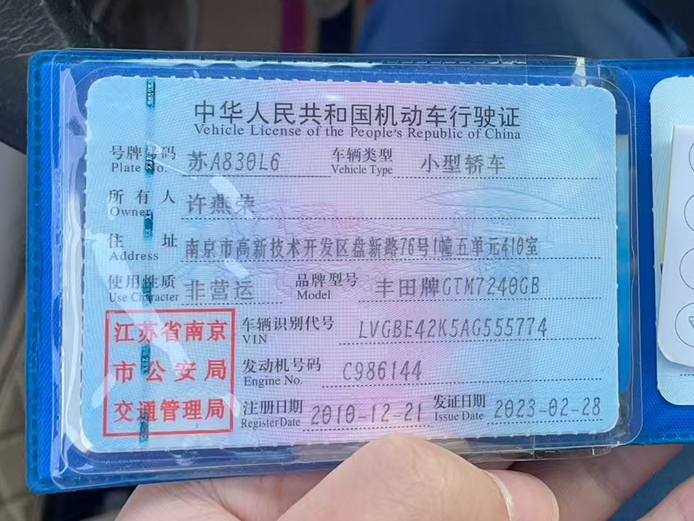 中华人民共和国机动车行驶证
Vehicle License of the People's Republic of China
号牌号码 苏A830L6 车辆类型 小型轿车
Plate No. Vehicle Type
所有人 许燕荣
Owner
住址 南京市高新技术开发区盘新路76号1幢五单元410室
Address
使用性质 非营运 品牌型号 丰田牌GTM7240GB
Use Character Model
江苏省南京 车辆识别代号 LVGBE42K5AG555774
VIN
市公安局 发动机号码 C986144
Engine No.
交通管理局 注册日期 2010-12-21 发证日期 2023-02-28
Register Date Issue Date